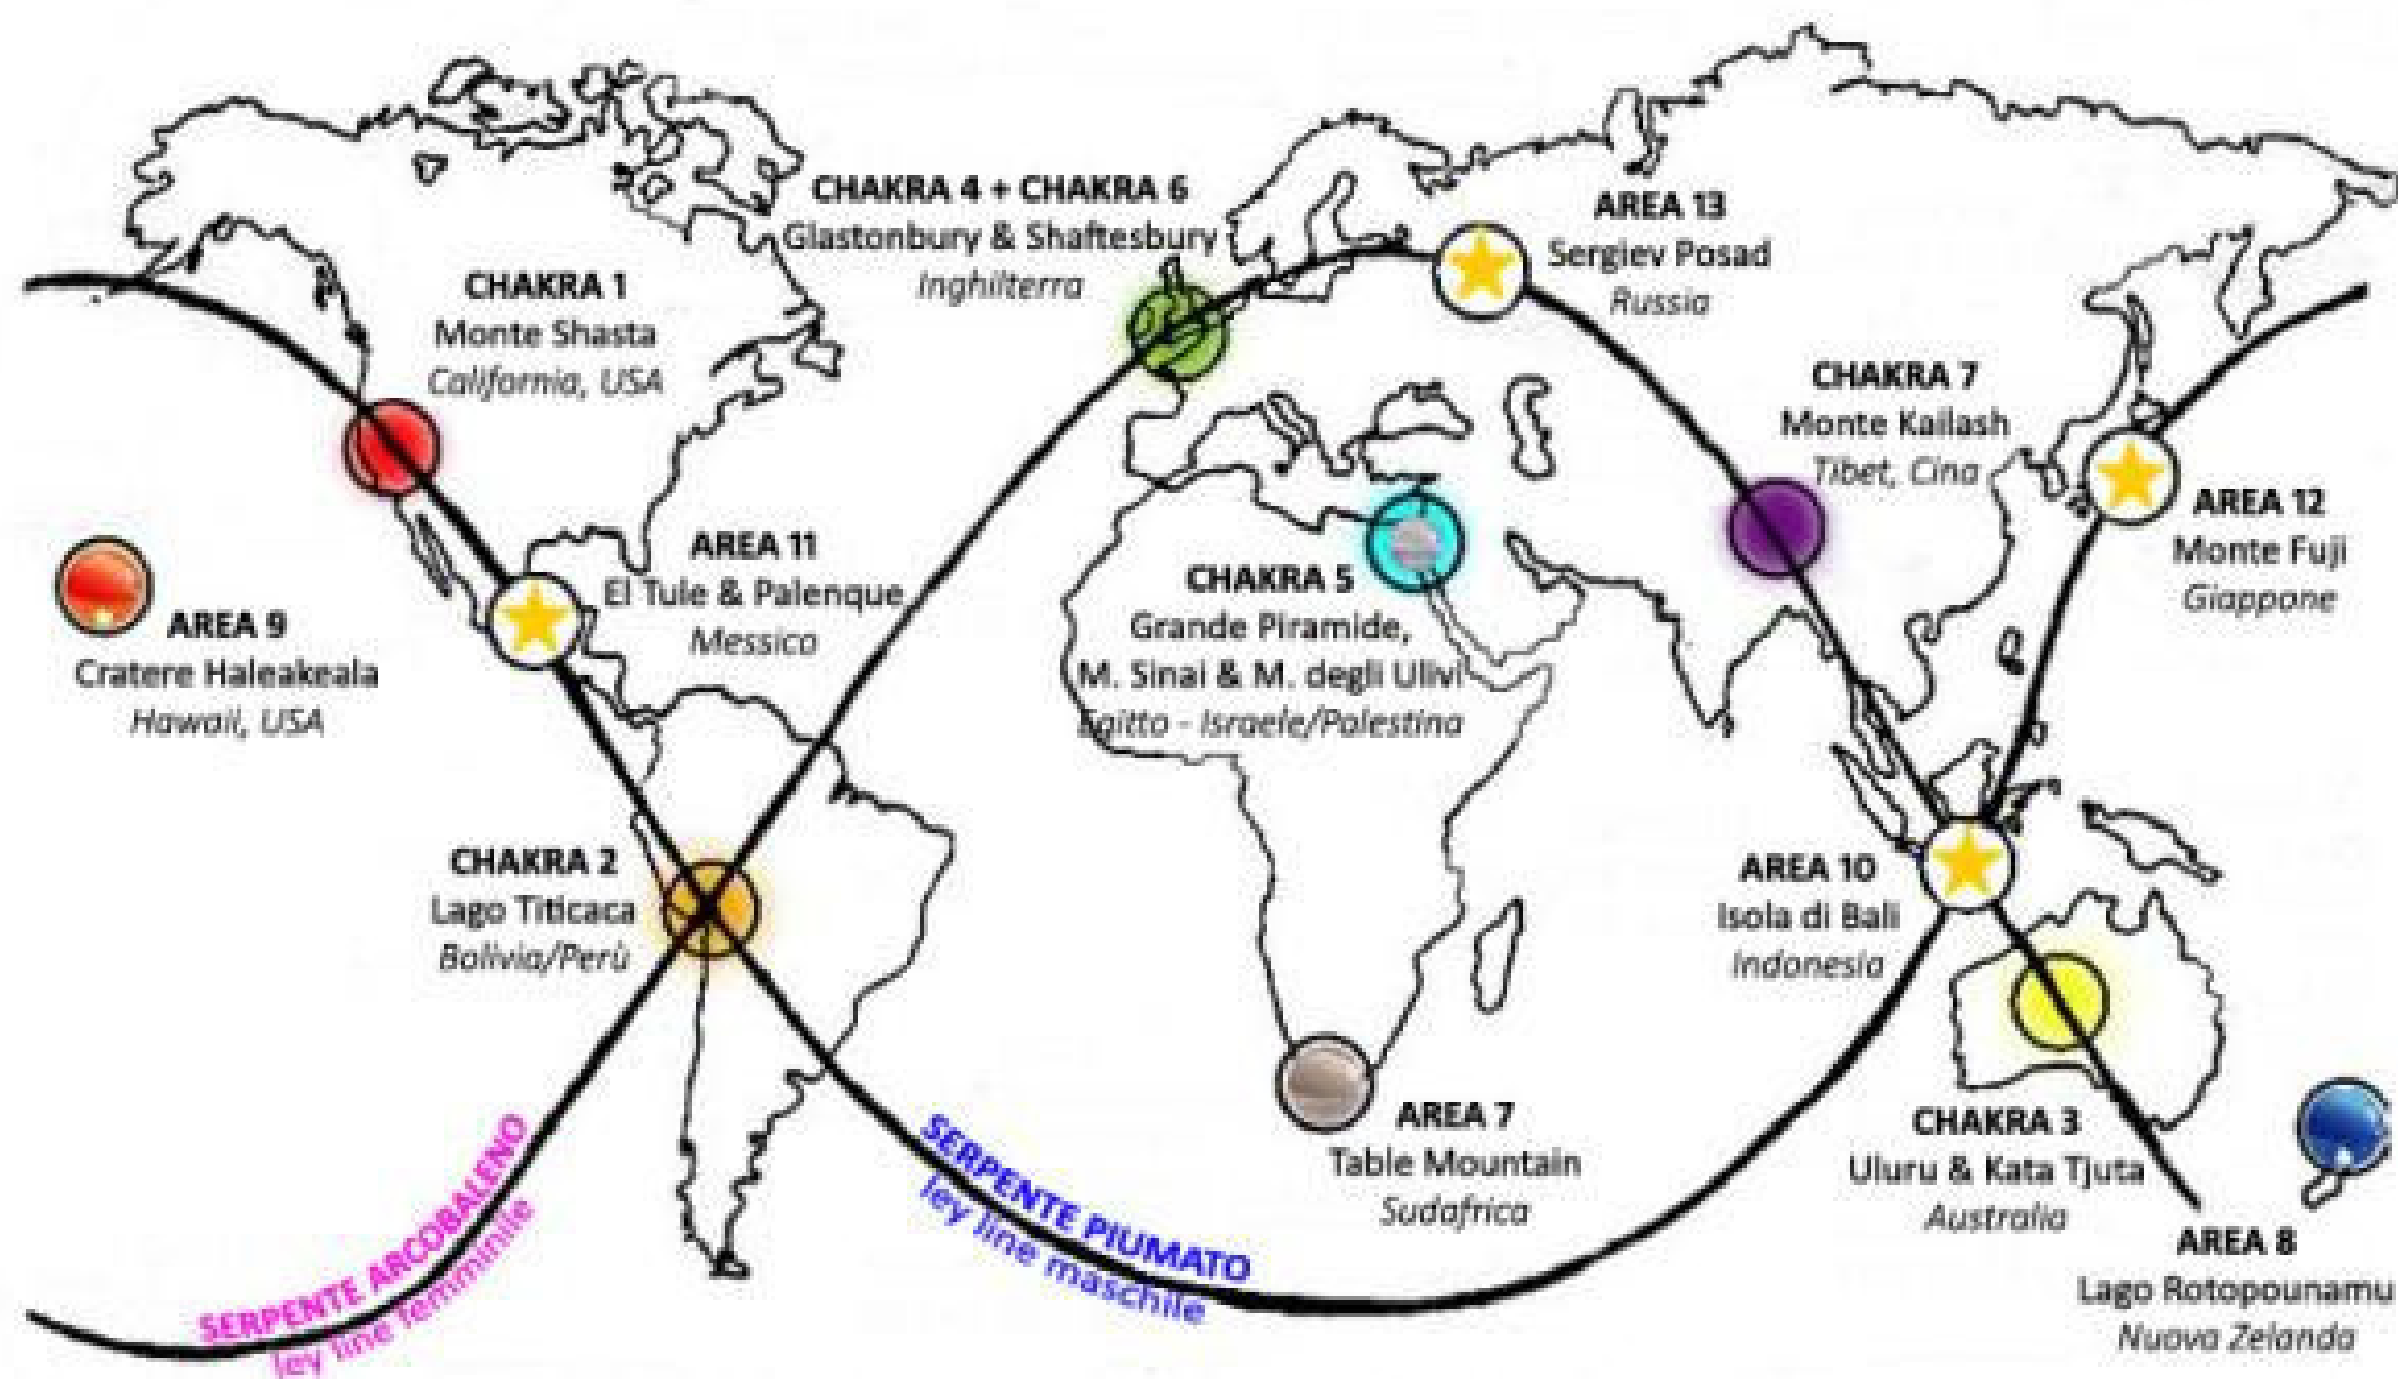 CHAKRA 4 + CHAKRA 6
Glastonbury & Shaftesbury
Inghilterra
AREA 13
Sergiev Posad
Russia
CHAKRA 1
Monte Shasta
California, USA
CHAKRA 7
Monte Kailash
Tibet, Cina
AREA 12
Monte Fuji
Giappone
AREA 11
El Tule & Palenque
Messico
CHAKRA 5
Grande Piramide,
M. Sinai & M. degli Ulivi
Egitto - Israele/Palestina
AREA 9
Cratere Haleakeala
Hawaii, USA
CHAKRA 2
Lago Titicaca
Bolivia/Perù
AREA 10
Isola di Bali
Indonesia
AREA 7
Table Mountain
Sudafrica
CHAKRA 3
Uluru & Kata Tjuta
Australia
SERPENTE ARCOBALENO
ley line femminile
SERPENTE PIUMATO
ley line maschile
AREA 8
Lago Rotopounamu
Nuova Zelanda